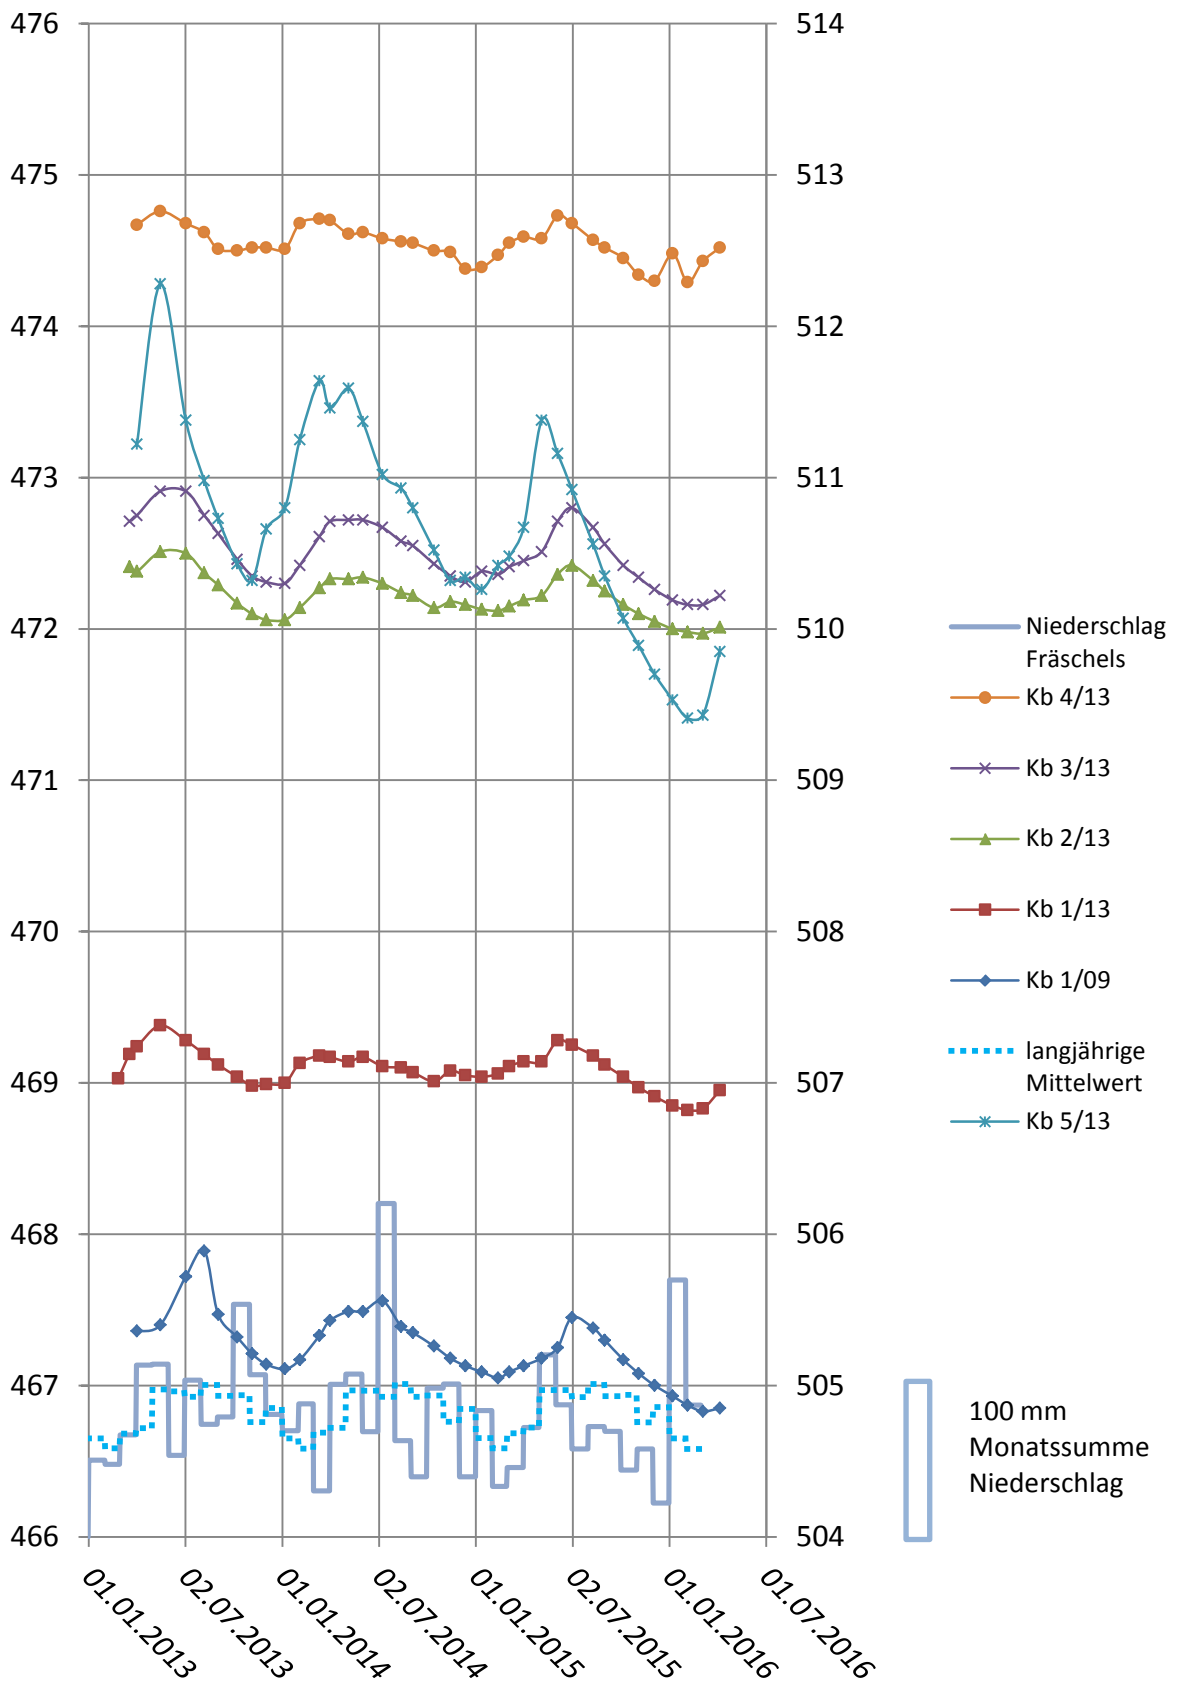 476
475
474
473
472
471
470
469
468
467
466
514
513
512
511
510
509
508
507
506
505
504
01.01.2013
02.07.2013
01.01.2014
02.07.2014
01.01.2015
02.07.2015
01.01.2016
01.07.2016
Niederschlag
Fräschels
Kb 4/13
Kb 3/13
Kb 2/13
Kb 1/13
Kb 1/09
langjährige
Mittelwert
Kb 5/13
100 mm
Monatssumme
Niederschlag